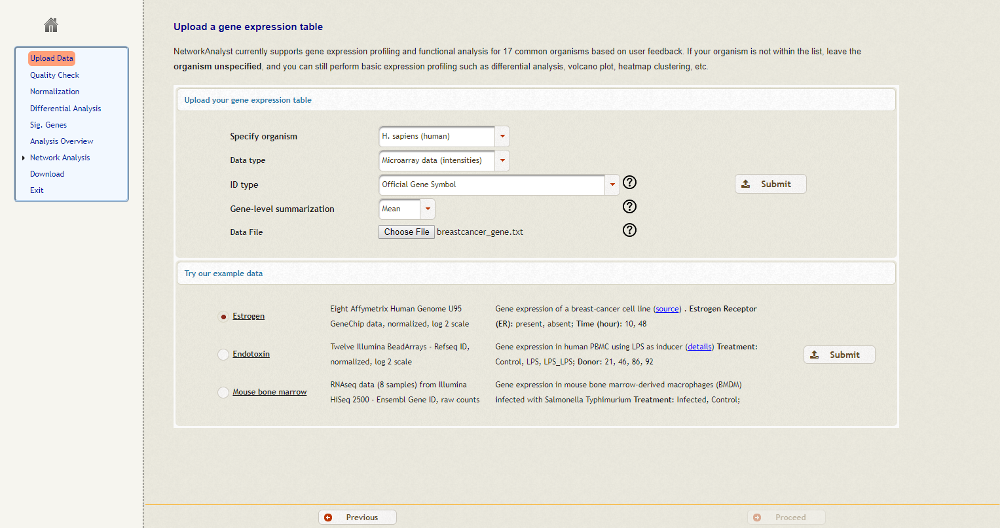 Upload Data
Quality Check
Normalization
Differential Analysis
Sig. Genes
Analysis Overview
Network Analysis
Download
Exit
Upload a gene expression table
NetworkAnalyst currently supports gene expression profiling and functional analysis for 17 common organisms based on user feedback. If your organism is not within the list, leave the
organism unspecified, and you can still perform basic expression profiling such as differential analysis, volcano plot, heatmap clustering, etc.
Upload your gene expression table
Specify organism H. sapiens (human)
Data type Microarray data (intensities)
ID type Official Gene Symbol ? Submit
Gene-level summarization Mean ?
Data File Choose File breastcancer_gene.txt ?
Try our example data
Estrogen
Eight Affymetrix Human Genome U95
GeneChip data, normalized, log 2 scale
Gene expression of a breast-cancer cell line (source) . Estrogen Receptor
(ER): present, absent; Time (hour): 10, 48
Endotoxin
Twelve Illumina BeadArrays - Refseq ID,
normalized, log 2 scale
Gene expression in human PBMC using LPS as inducer (details) Treatment:
Control, LPS, LPS_LPS; Donor: 21, 46, 86, 92
Submit
Mouse bone marrow
RNAseq data (8 samples) from Illumina
HiSeq 2500 - Ensembl Gene ID, raw counts
Gene expression in mouse bone marrow-derived macrophages (BMDM)
infected with Salmonella Typhimurium Treatment: Infected, Control;
Previous
Proceed